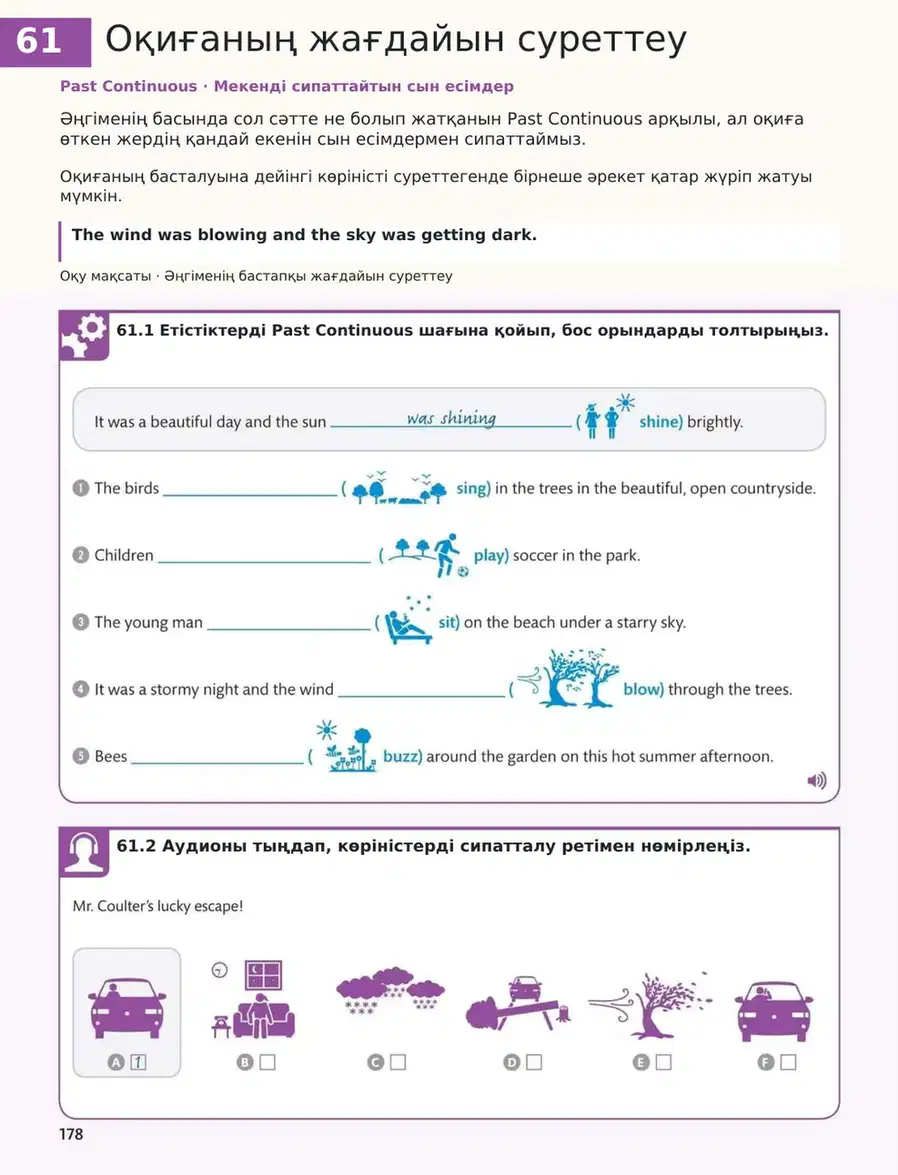 61
Оқиғаның жағдайын суреттеу
Past Continuous · Мекенді сипаттайтын сын есімдер
Әңгіменің басында сол сәтте не болып жатқанын Past Continuous арқылы, ал оқиға
өткен жердің қандай екенін сын есімдермен сипаттаймыз.
Оқиғаның басталуына дейінгі көріністі суреттегенде бірнеше әрекет қатар жүріп жатуы
мүмкін.
The wind was blowing and the sky was getting dark.
Оқу мақсаты · Әңгіменің бастапқы жағдайын суреттеу
61.1 Етістіктерді Past Continuous шағына қойып, бос орындарды толтырыңыз.
It was a beautiful day and the sun was shining ( shine) brightly.
1 The birds ( sing) in the trees in the beautiful, open countryside.
2 Children ( play) soccer in the park.
3 The young man ( sit) on the beach under a starry sky.
4 It was a stormy night and the wind ( blow) through the trees.
5 Bees ( buzz) around the garden on this hot summer afternoon.
61.2 Аудионы тыңдап, көріністерді сипатталу ретімен нөмірлеңіз.
Mr. Coulter's lucky escape!
A 1 B C D E F
178